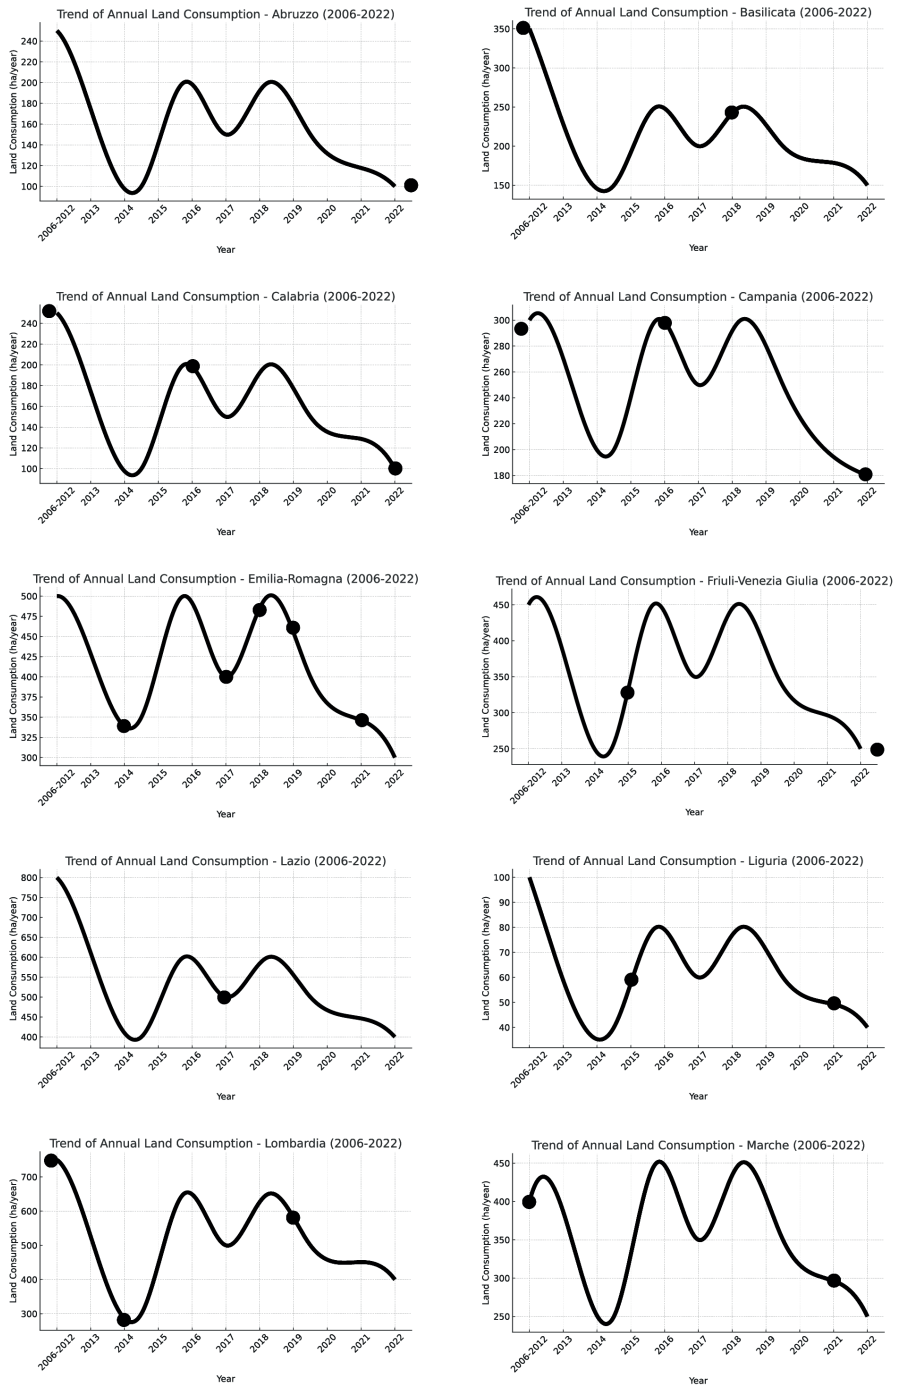 Trend of Annual Land Consumption - Abruzzo (2006-2022)
Land Consumption (ha/year)
240
220
200
180
160
140
120
100
2006-2012 2013 2014 2015 2016 2017 2018 2019 2020 2021 2022
Year
Trend of Annual Land Consumption - Basilicata (2006-2022)
Land Consumption (ha/year)
350
300
250
200
150
2006-2012 2013 2014 2015 2016 2017 2018 2019 2020 2021 2022
Year
Trend of Annual Land Consumption - Calabria (2006-2022)
Land Consumption (ha/year)
240
220
200
180
160
140
120
100
2006-2012 2013 2014 2015 2016 2017 2018 2019 2020 2021 2022
Year
Trend of Annual Land Consumption - Campania (2006-2022)
Land Consumption (ha/year)
300
280
260
240
220
200
180
2006-2012 2013 2014 2015 2016 2017 2018 2019 2020 2021 2022
Year
Trend of Annual Land Consumption - Emilia-Romagna (2006-2022)
Land Consumption (ha/year)
500
475
450
425
400
375
350
325
300
2006-2012 2013 2014 2015 2016 2017 2018 2019 2020 2021 2022
Year
Trend of Annual Land Consumption - Friuli-Venezia Giulia (2006-2022)
Land Consumption (ha/year)
450
400
350
300
250
2006-2012 2013 2014 2015 2016 2017 2018 2019 2020 2021 2022
Year
Trend of Annual Land Consumption - Lazio (2006-2022)
Land Consumption (ha/year)
800
750
700
650
600
550
500
450
400
2006-2012 2013 2014 2015 2016 2017 2018 2019 2020 2021 2022
Year
Trend of Annual Land Consumption - Liguria (2006-2022)
Land Consumption (ha/year)
100
90
80
70
60
50
40
2006-2012 2013 2014 2015 2016 2017 2018 2019 2020 2021 2022
Year
Trend of Annual Land Consumption - Lombardia (2006-2022)
Land Consumption (ha/year)
700
600
500
400
300
2006-2012 2013 2014 2015 2016 2017 2018 2019 2020 2021 2022
Year
Trend of Annual Land Consumption - Marche (2006-2022)
Land Consumption (ha/year)
450
400
350
300
250
2006-2012 2013 2014 2015 2016 2017 2018 2019 2020 2021 2022
Year